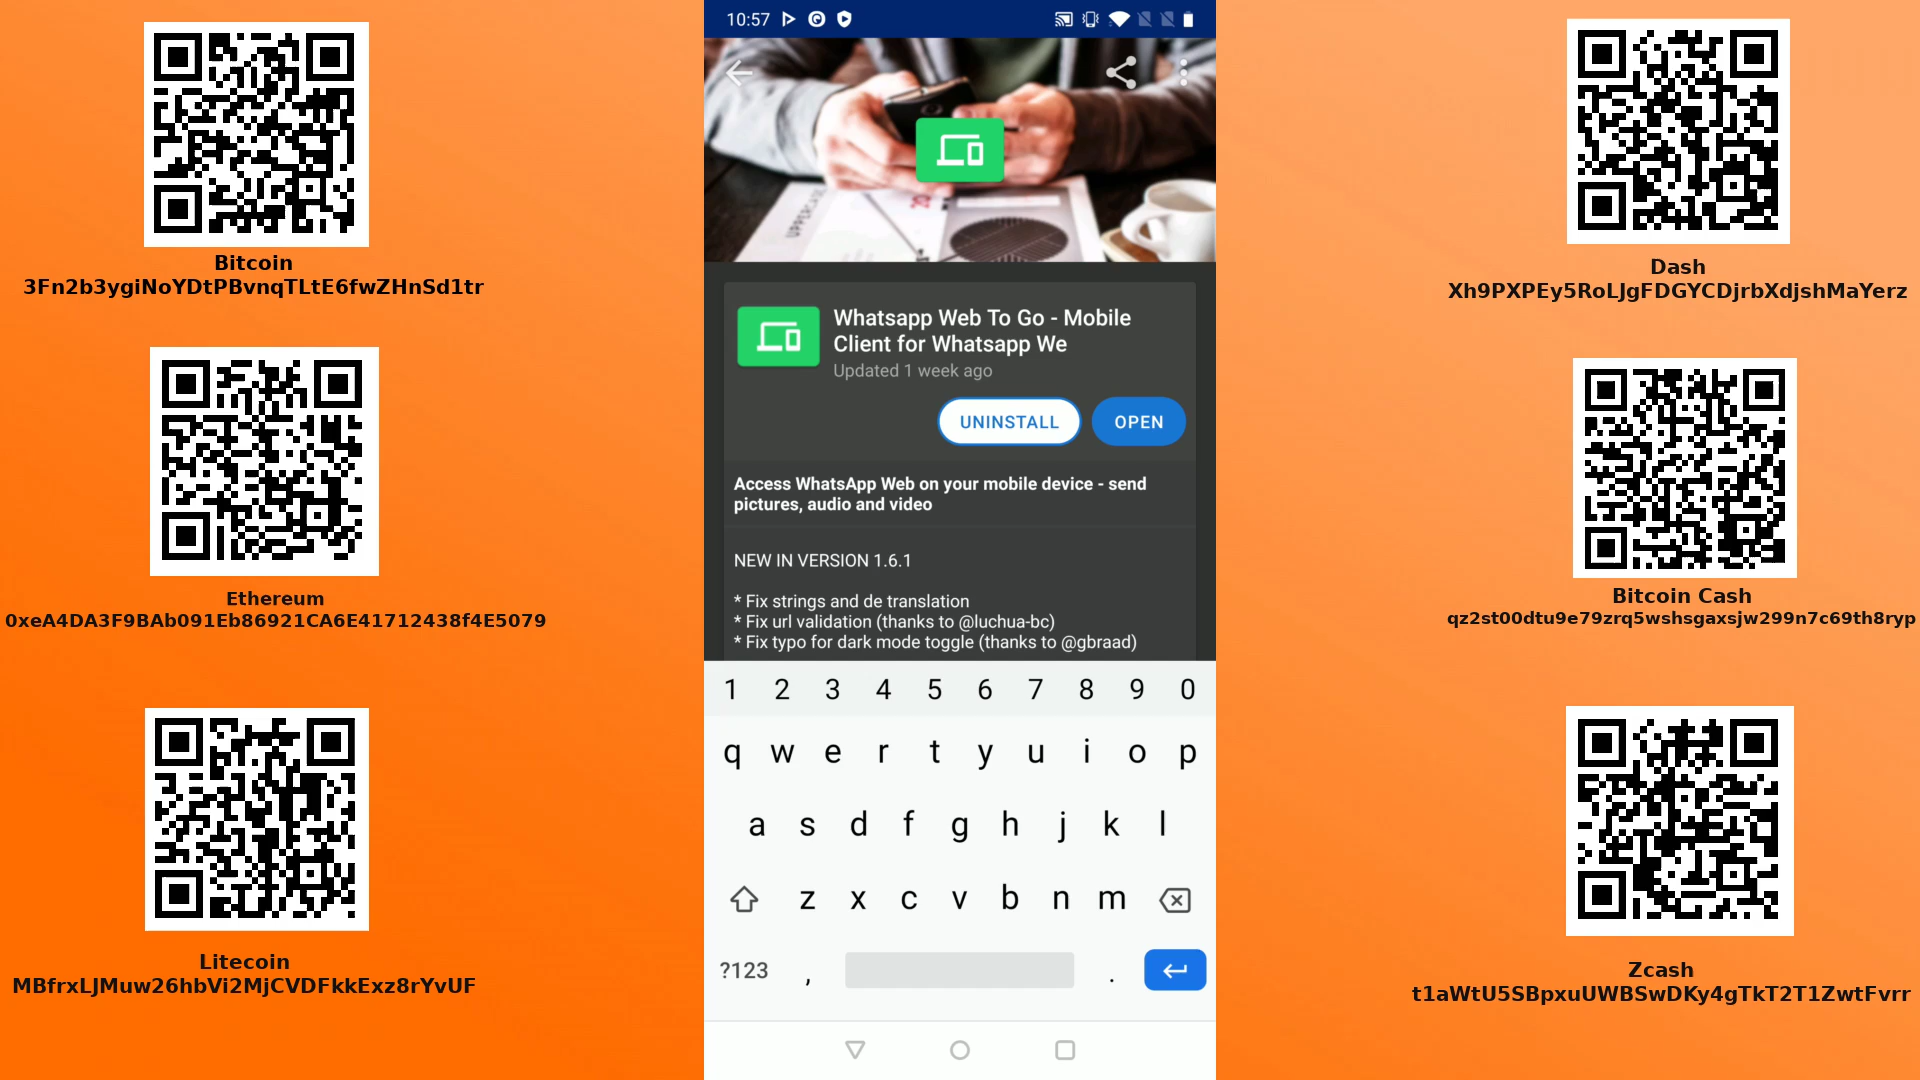 Bitcoin
3Fn2b3ygiNoYDtPBvnqTLtE6fwZHnSd1tr
Ethereum
0xeA4DA3F9BAb091Eb86921CA6E41712438f4E5079
Litecoin
MBfrxLJMuw26hbVi2MjCVDFkkExz8rYvUF
10:57
UPPERCASE
Whatsapp Web To Go - Mobile
Client for Whatsapp We
Updated 1 week ago
UNINSTALL OPEN
Access WhatsApp Web on your mobile device - send
pictures, audio and video
NEW IN VERSION 1.6.1
* Fix strings and de translation
* Fix url validation (thanks to @luchua-bc)
* Fix typo for dark mode toggle (thanks to @gbraad)
1 2 3 4 5 6 7 8 9 0
q w e r t y u i o p
a s d f g h j k l
z x c v b n m
?123 , .
Dash
Xh9PXPEy5RoLJgFDGYCDjrbXdjshMaYerz
Bitcoin Cash
qz2st00dtu9e79zrq5wshsgaxsjw299n7c69th8ryp
Zcash
t1aWtU5SBpxuUWBSwDKy4gTkT2T1ZwtFvrr